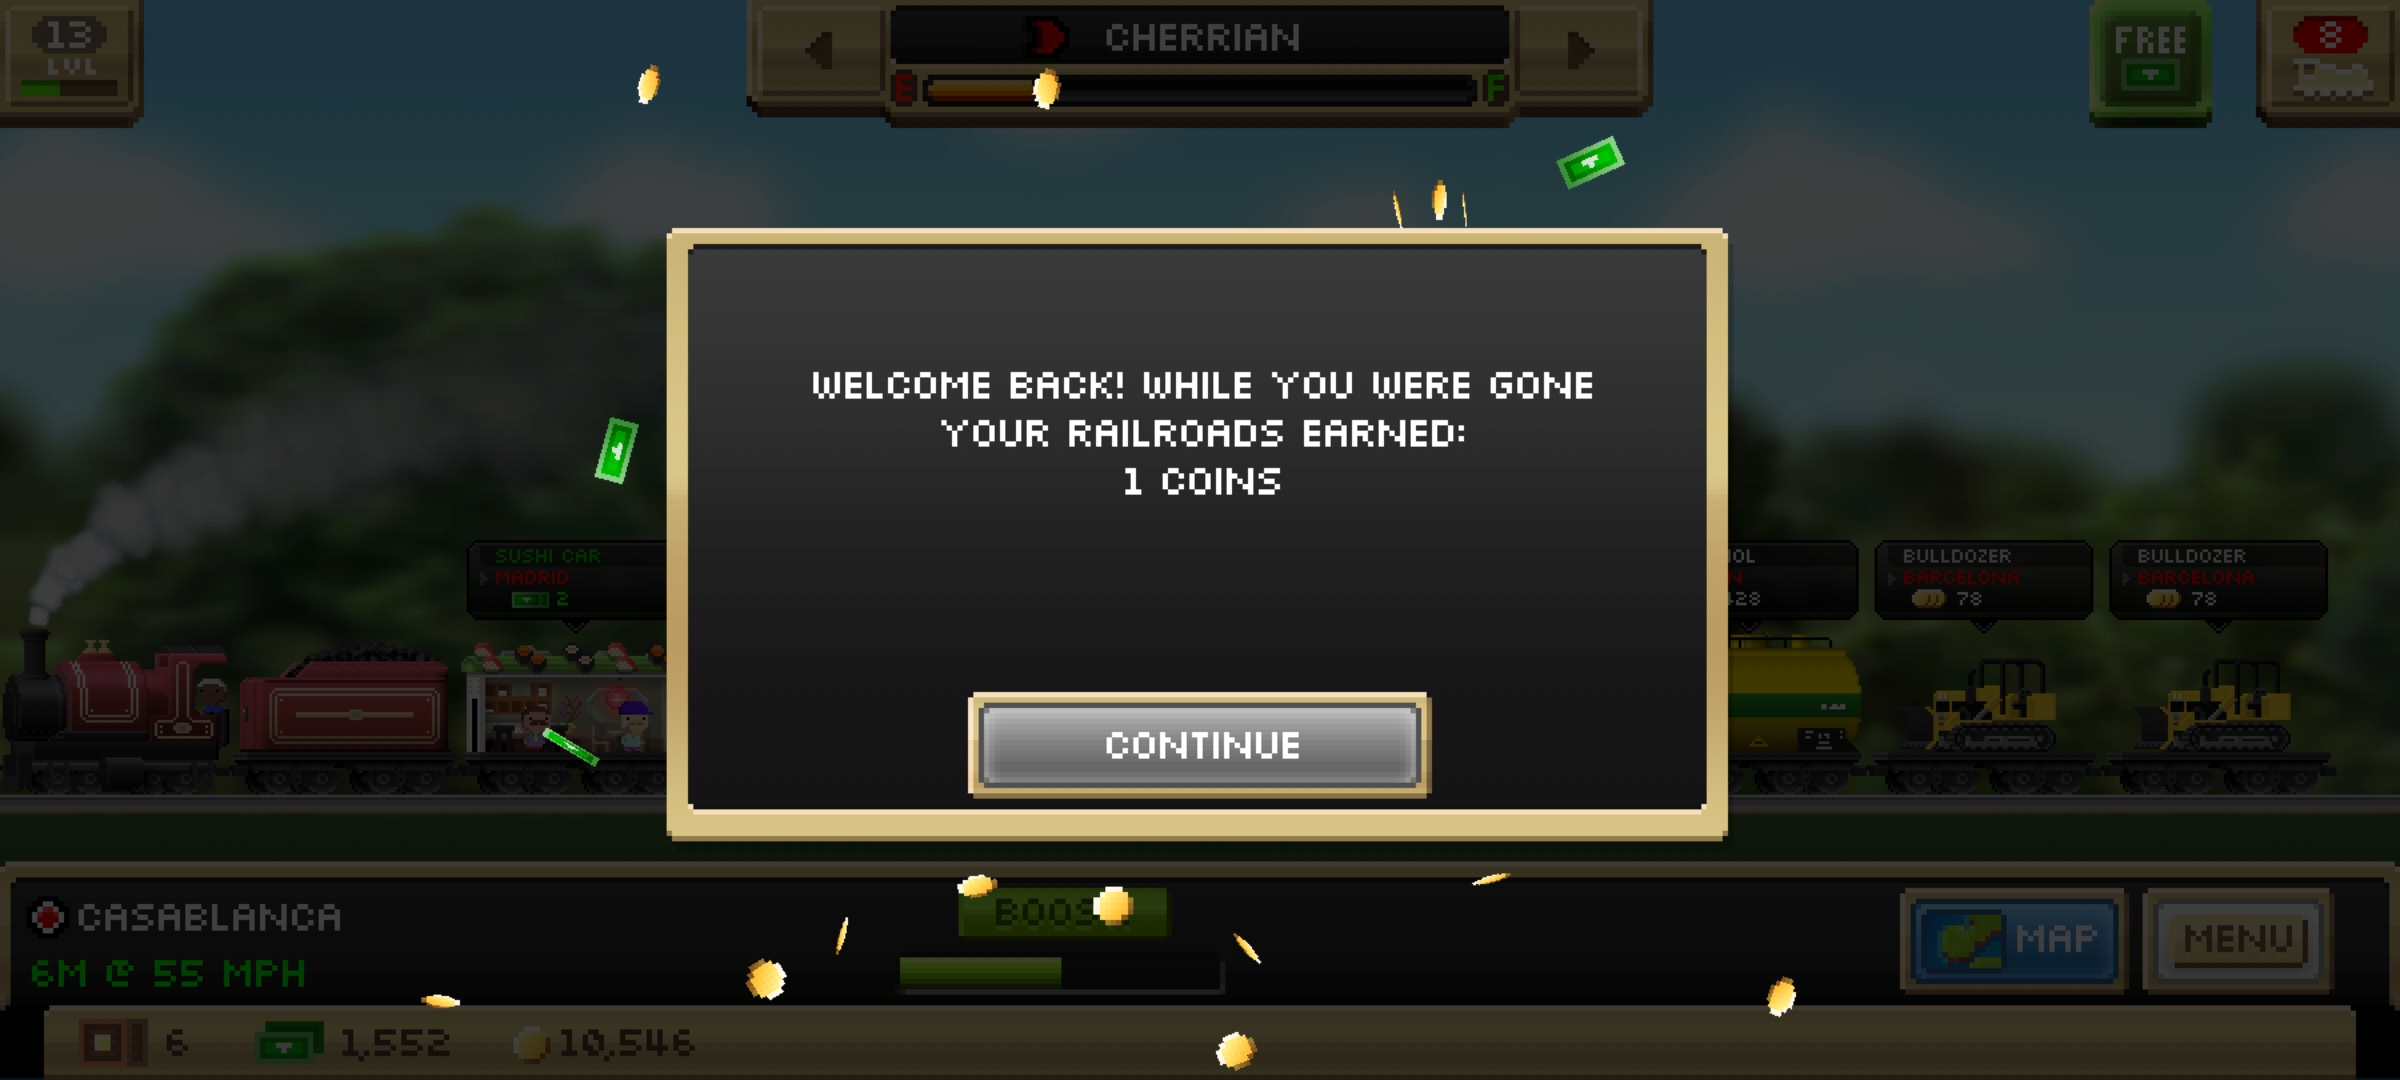 13
LVL
CHERRIAN
E
F
FREE
8
WELCOME BACK! WHILE YOU WERE GONE
YOUR RAILROADS EARNED:
1 COINS
CONTINUE
SUSHI CAR
MADRID
2
428
BULLDOZER
BARCELONA
78
BULLDOZER
BARCELONA
78
CASABLANCA
6M @ 55 MPH
MAP
MENU
6
1,552
10,546